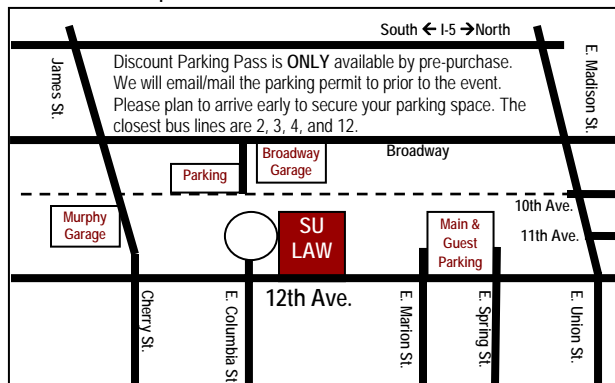 South ← I-5 → North
Discount Parking Pass is ONLY available by pre-purchase.
We will email/mail the parking permit to prior to the event.
Please plan to arrive early to secure your parking space. The
closest bus lines are 2, 3, 4, and 12.
James St.
E. Madison St.
Broadway
Broadway
Garage
Parking
10th Ave.
Murphy
Garage
SU
LAW
Main &
Guest
Parking
11th Ave.
12th Ave.
Cherry St.
E. Columbia St
E. Marion St.
E. Spring St.
E. Union St.